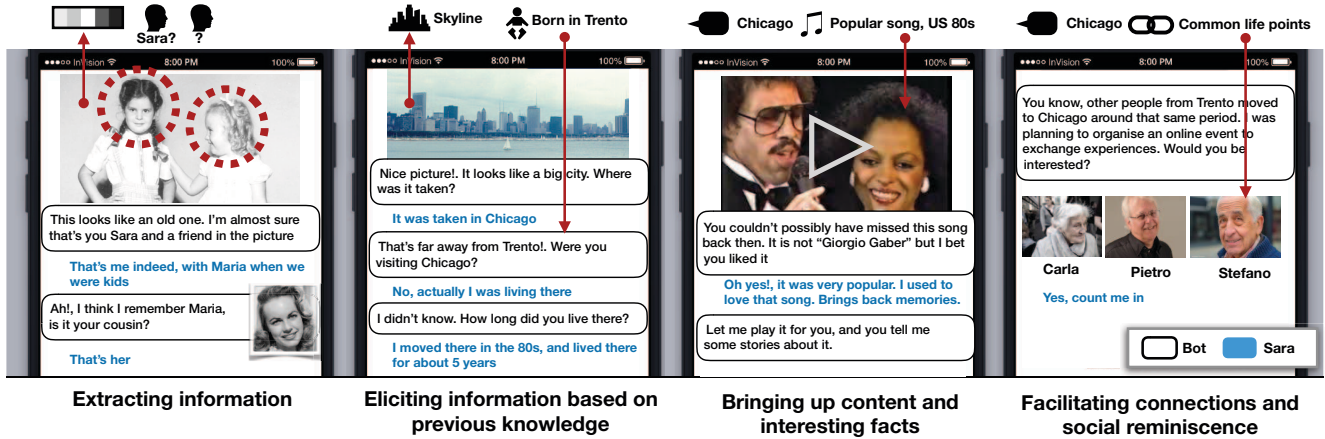 Sara?
?
Skyline
Born in Trento
Chicago
Popular song, US 80s
Chicago
Common life points
●●●○○ InVision
8:00 PM
100%
This looks like an old one. I'm almost sure
that's you Sara and a friend in the picture
That's me indeed, with Maria when we
were kids
Ah!, I think I remember Maria,
is it your cousin?
That's her
Extracting information
●●●○○ InVision
8:00 PM
100%
Nice picture!. It looks like a big city. Where
was it taken?
It was taken in Chicago
That's far away from Trento!. Were you
visiting Chicago?
No, actually I was living there
I didn't know. How long did you live there?
I moved there in the 80s, and lived there
for about 5 years
Eliciting information based on
previous knowledge
●●●○○ InVision
8:00 PM
100%
You couldn't possibly have missed this song
back then. It is not “Giorgio Gaber” but I bet
you liked it
Oh yes!, it was very popular. I used to
love that song. Brings back memories.
Let me play it for you, and you tell me
some stories about it.
Bringing up content and
interesting facts
●●●○○ InVision
8:00 PM
100%
You know, other people from Trento moved
to Chicago around that same period. I was
planning to organise an online event to
exchange experiences. Would you be
interested?
Carla
Pietro
Stefano
Yes, count me in
Bot
Sara
Facilitating connections and
social reminiscence